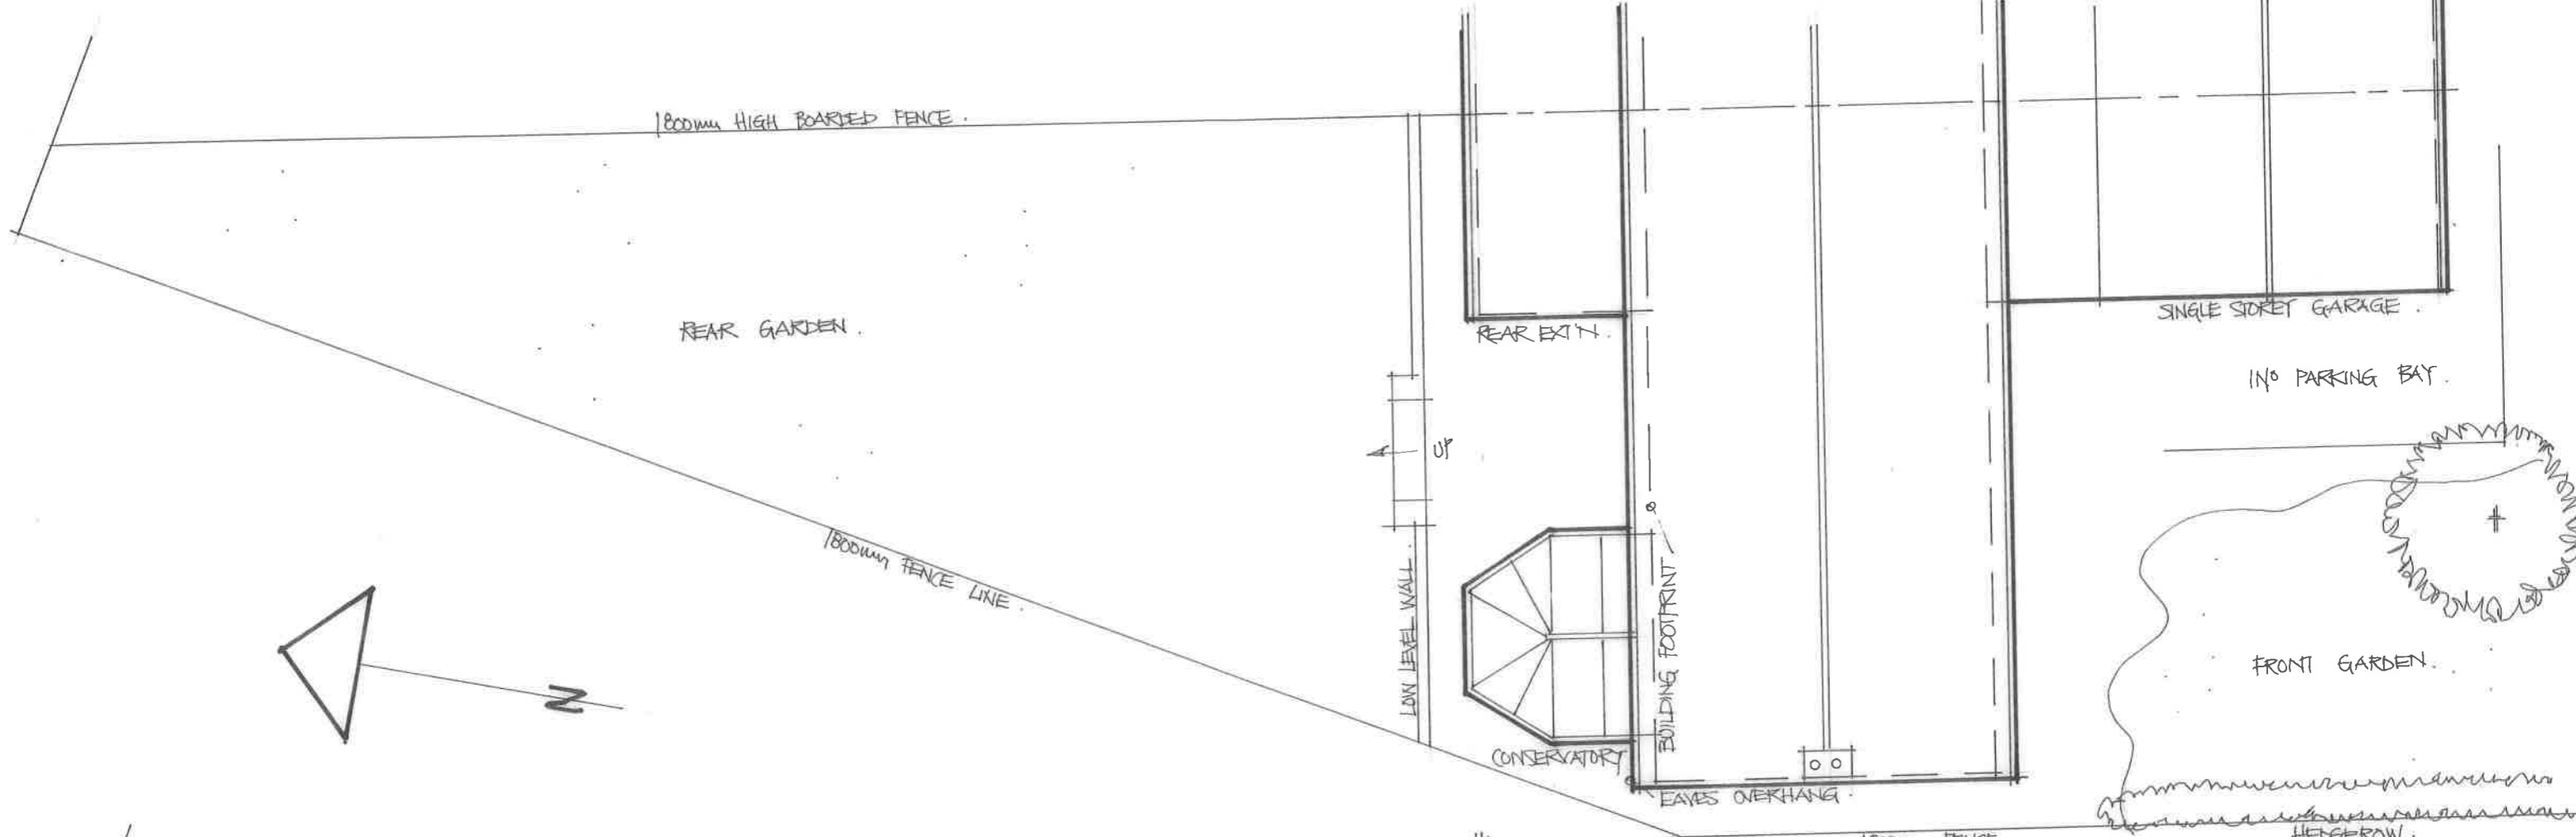 1800mm HIGH BOARDED FENCE.
REAR GARDEN.
REAR EXT'N.
SINGLE STOREY GARAGE.
1Nº PARKING BAY.
UP
1800mm FENCE LINE.
LOW LEVEL WALL.
BUILDING FOOTPRINT
FRONT GARDEN.
N
CONSERVATORY
EAVES OVERHANG.
FENCE
HEDGEROW.